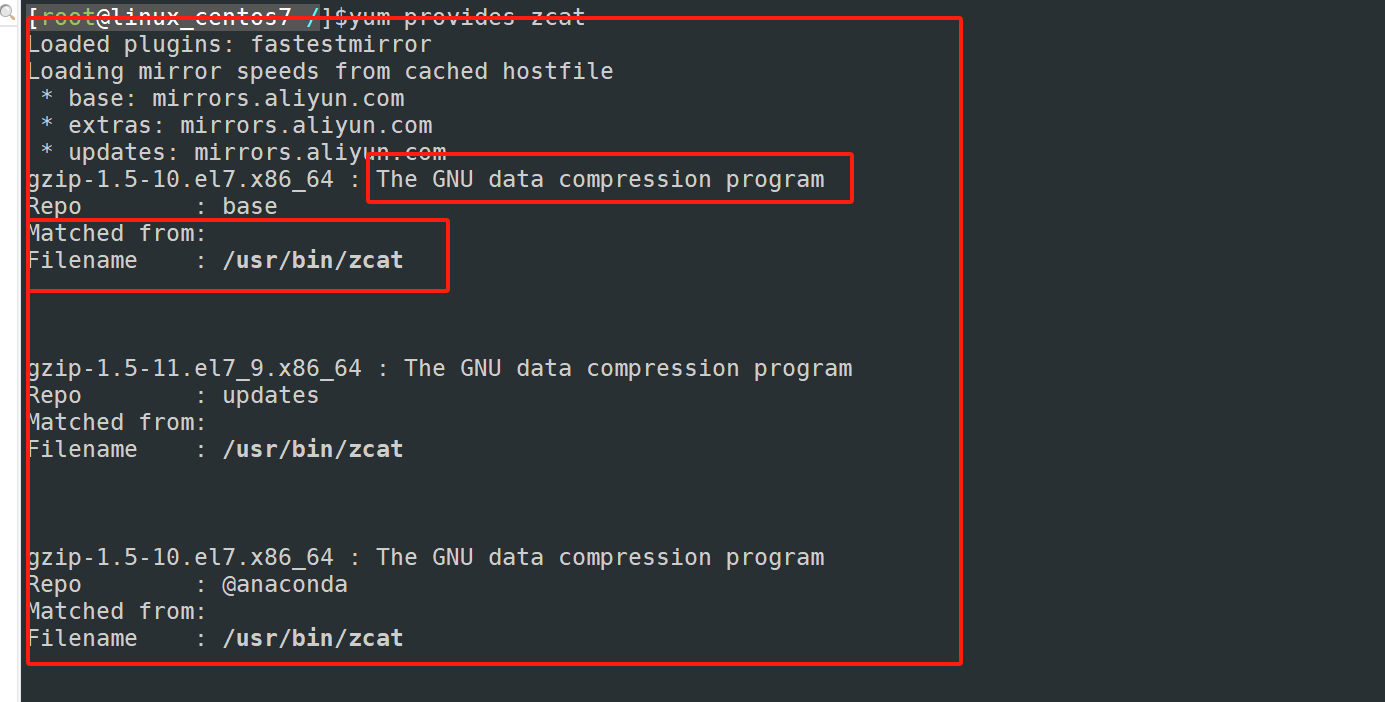 [root@linux_centos7 /]$yum provides zcat
Loaded plugins: fastestmirror
Loading mirror speeds from cached hostfile
 * base: mirrors.aliyun.com
 * extras: mirrors.aliyun.com
 * updates: mirrors.aliyun.com
gzip-1.5-10.el7.x86_64 : The GNU data compression program
Repo        : base
Matched from:
Filename    : /usr/bin/zcat
gzip-1.5-11.el7_9.x86_64 : The GNU data compression program
Repo        : updates
Matched from:
Filename    : /usr/bin/zcat
gzip-1.5-10.el7.x86_64 : The GNU data compression program
Repo        : @anaconda
Matched from:
Filename    : /usr/bin/zcat